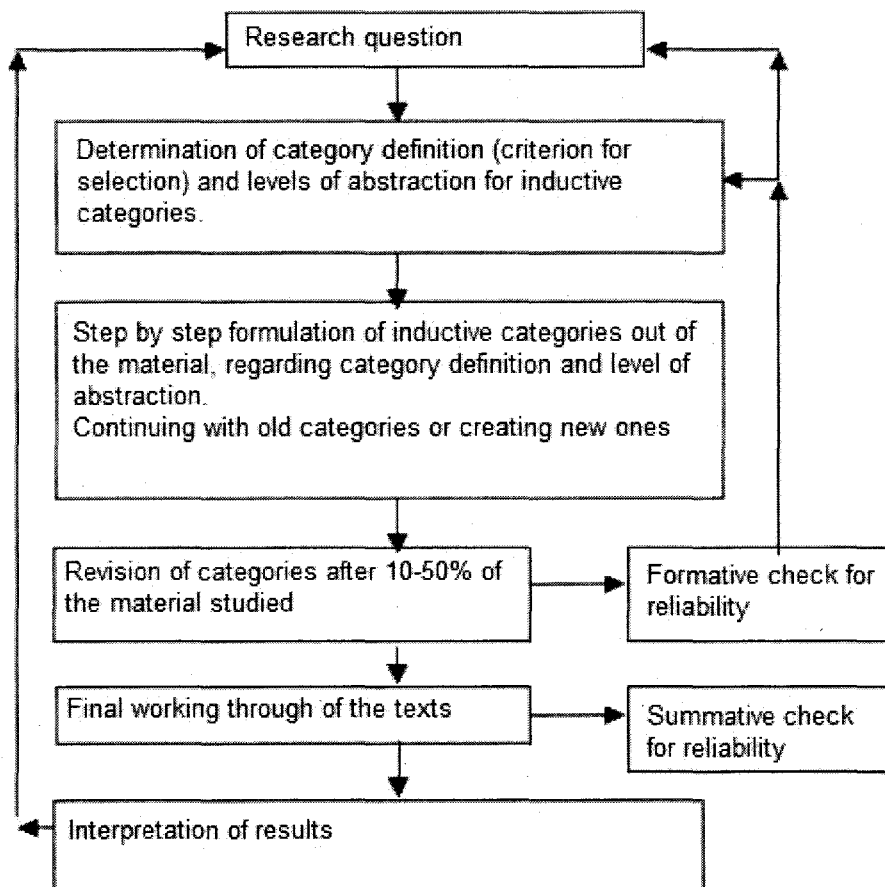 Research question
Determination of category definition (criterion for
selection) and levels of abstraction for inductive
categories.
Step by step formulation of inductive categories out of
the material, regarding category definition and level of
abstraction.
Continuing with old categories or creating new ones
Revision of categories after 10-50% of
the material studied
Formative check for
reliability
Final working through of the texts
Summative check
for reliability
Interpretation of results